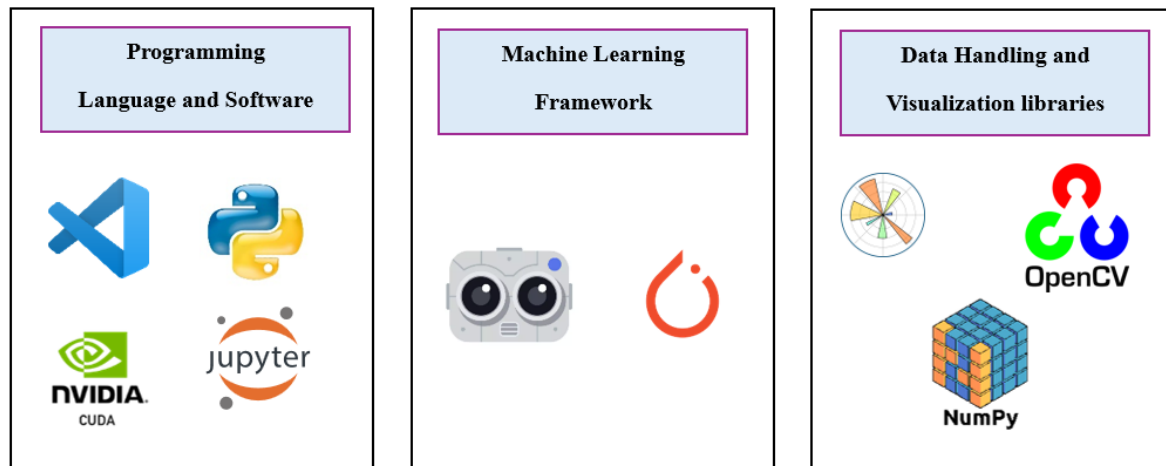 Programming
Language and Software
Machine Learning
Framework
Data Handling and
Visualization libraries
OpenCV
jupyter
NVIDIA.
CUDA
NumPy